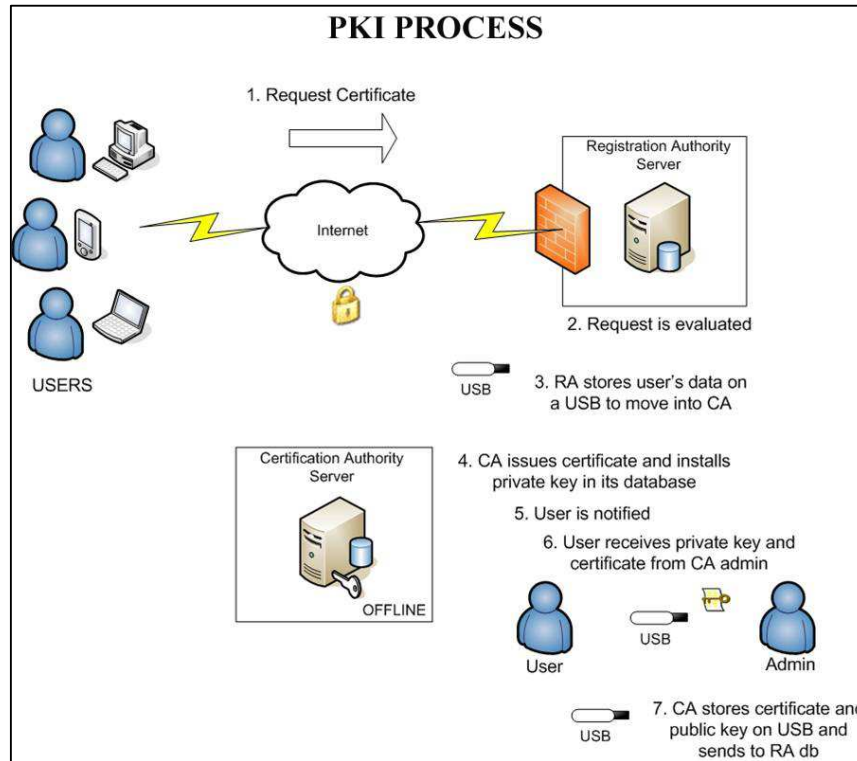 PKI PROCESS
1. Request Certificate
Registration Authority
Server
Internet
2. Request is evaluated
USERS
USB
3. RA stores user's data on
a USB to move into CA
Certification Authority
Server
OFFLINE
4. CA issues certificate and installs
private key in its database
5. User is notified
6. User receives private key and
certificate from CA admin
User
USB
Admin
USB
7. CA stores certificate and
public key on USB and
sends to RA db